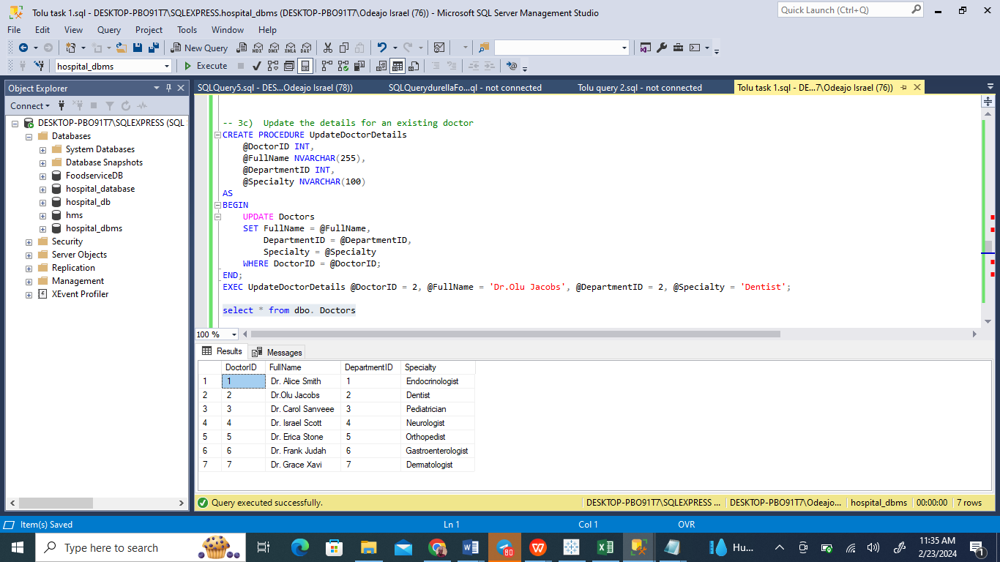 Tolu task 1.sql - DESKTOP-PBO91T7\SQLEXPRESS.hospital_dbms (DESKTOP-PBO91T7\Odeajo Israel (76)) - Microsoft SQL Server Management Studio
Quick Launch (Ctrl+Q)
File Edit View Query Project Tools Window Help
New Query
MDX DMX XMLA DAX
hospital_dbms
Execute
Object Explorer
Connect
DESKTOP-PBO91T7\SQLEXPRESS (SQL
Databases
System Databases
Database Snapshots
FoodserviceDB
hospital_database
hospital_db
hms
hospital_dbms
Security
Server Objects
Replication
Management
XEvent Profiler
SQLQuery5.sql - DES...Odeajo Israel (78)) SQLQuerydurellaFo...ql - not connected Tolu query 2.sql - not connected Tolu task 1.sql - DE...7\Odeajo Israel (76))
-- 3c)  Update the details for an existing doctor
CREATE PROCEDURE UpdateDoctorDetails
@DoctorID INT,
@FullName NVARCHAR(255),
@DepartmentID INT,
@Specialty NVARCHAR(100)
AS
BEGIN
UPDATE Doctors
SET FullName = @FullName,
DepartmentID = @DepartmentID,
Specialty = @Specialty
WHERE DoctorID = @DoctorID;
END;
EXEC UpdateDoctorDetails @DoctorID = 2, @FullName = 'Dr.Olu Jacobs', @DepartmentID = 2, @Specialty = 'Dentist';
select * from dbo. Doctors
100 %
Results Messages
DoctorID FullName DepartmentID Specialty
1 1 Dr. Alice Smith 1 Endocrinologist
2 2 Dr.Olu Jacobs 2 Dentist
3 3 Dr. Carol Sanveee 3 Pediatrician
4 4 Dr. Israel Scott 4 Neurologist
5 5 Dr. Erica Stone 5 Orthopedist
6 6 Dr. Frank Judah 6 Gastroenterologist
7 7 Dr. Grace Xavi 7 Dermatologist
Query executed successfully. DESKTOP-PBO91T7\SQLEXPRESS ... DESKTOP-PBO91T7\Odeajo... hospital_dbms 00:00:00 7 rows
Item(s) Saved Ln 1 Col 1 OVR
Type here to search
80
Hu...
11:35 AM
2/23/2024
1